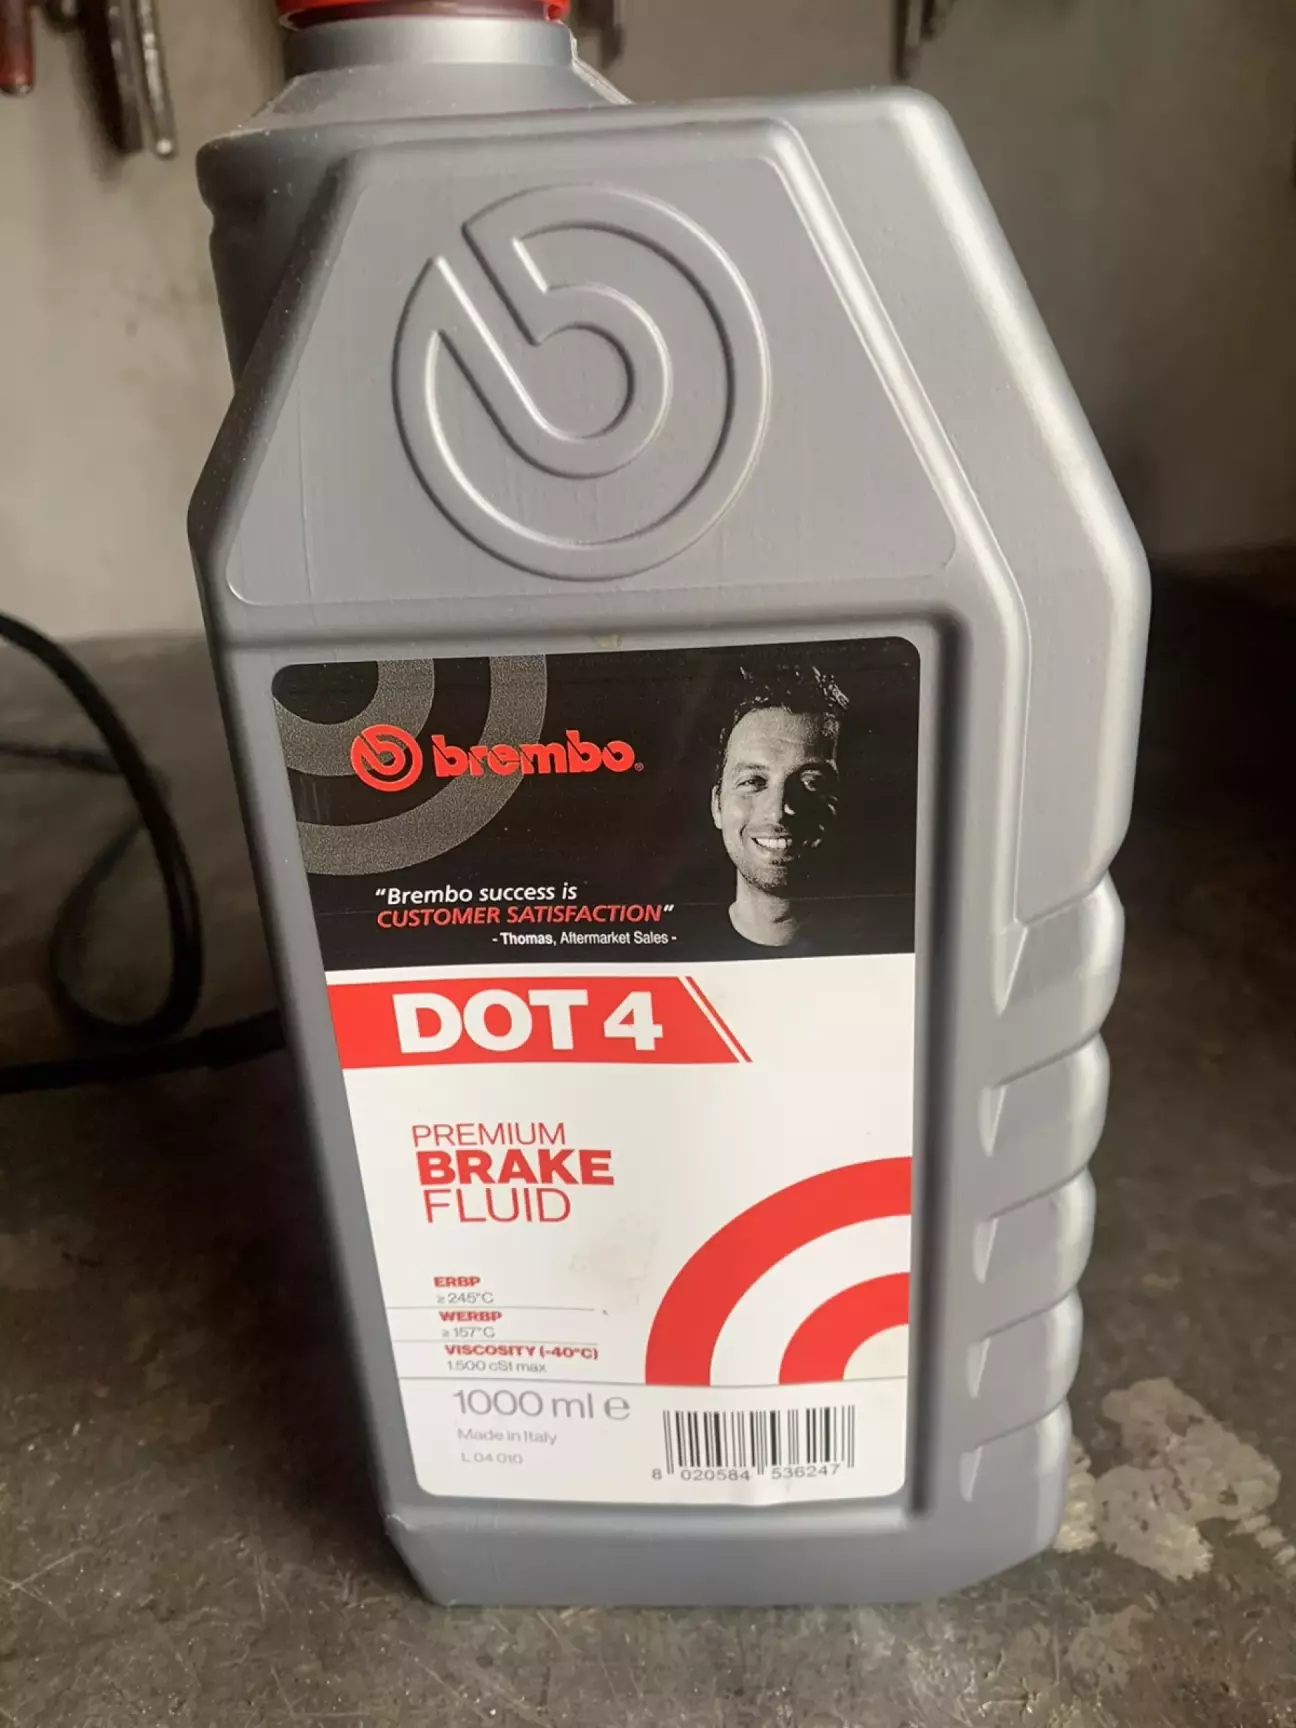 brembo®
"Brembo success is
CUSTOMER SATISFACTION"
- Thomas, Aftermarket Sales -
DOT 4
PREMIUM
BRAKE
FLUID
ERBP
≥ 245°C
WERBP
≥ 157°C
VISCOSITY (-40°C)
1.500 cSt max
1000 ml e
Made in Italy
L 04 010
8 020584 536247